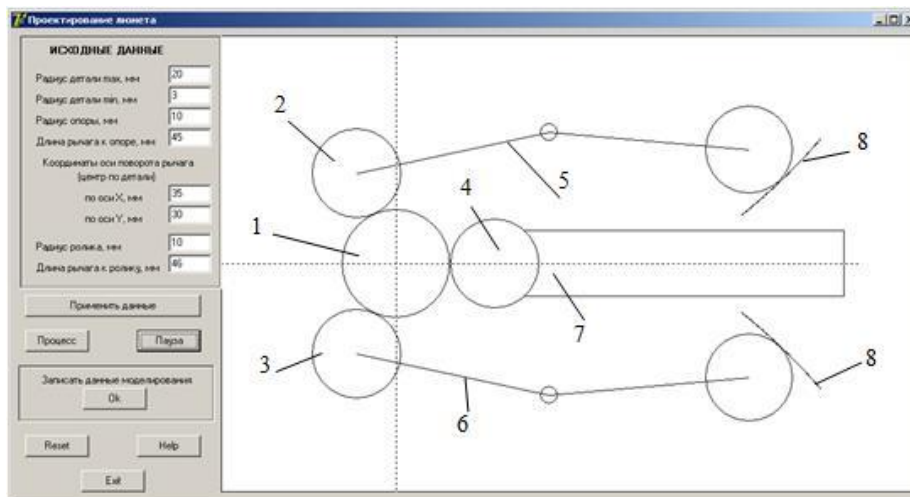 Проектирование люнета
ИСХОДНЫЕ ДАННЫЕ
Радиус детали max, мм 20
Радиус детали min, мм 3
Радиус опоры, мм 10
Длина рычага к опоре, мм 45
Координаты оси поворота рычага
(центр по детали)
по оси X, мм 35
по оси Y, мм 30
Радиус ролика, мм 10
Длина рычага к ролику, мм 46
Применить данные
Процесс Пауза
Записать данные моделирования
Ok
Reset Help
Exit
2
8
4
5
1
7
3
6
8